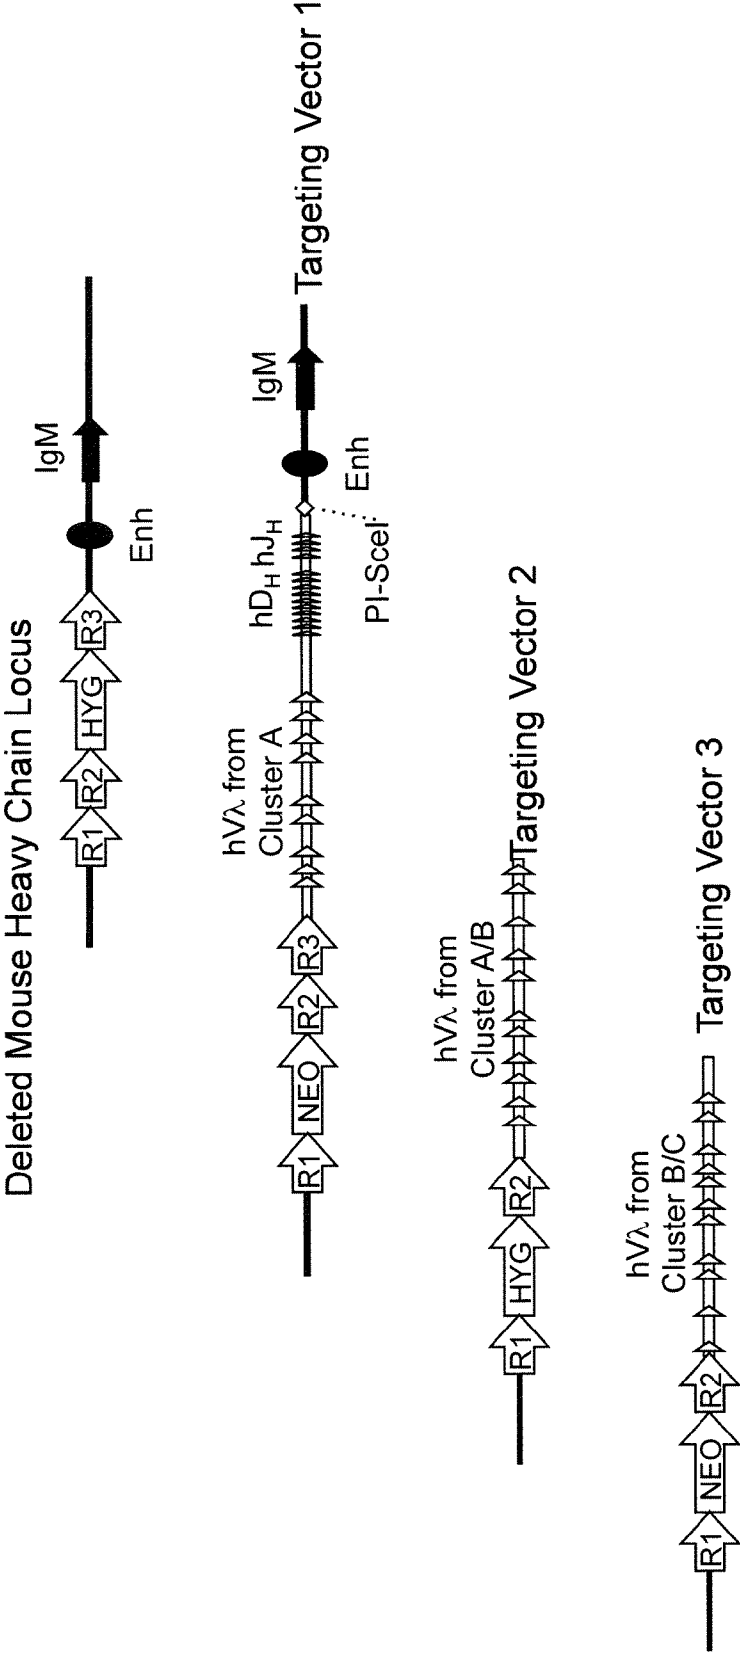 Deleted Mouse Heavy Chain Locus
R1 R2 HYG R3
Enh
IgM
hVλ from
Cluster A
hDH hJH
IgM
R1 NEO R2 R3
Enh
PI-SceI
Targeting Vector 1
hVλ from
Cluster A/B
R1 HYG R2
Targeting Vector 2
hVλ from
Cluster B/C
R1 NEO R2
Targeting Vector 3